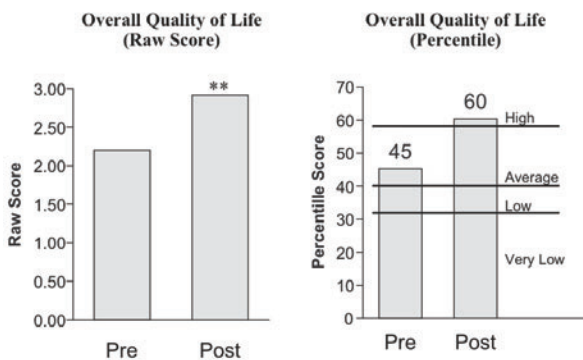 Overall Quality of Life
(Raw Score)
**
3.00
2.50
2.00
1.50
1.00
0.50
0.00
Raw Score
Pre
Post
Overall Quality of Life
(Percentile)
70
60
50
40
30
20
10
0
Percentille Score
45
60
High
Average
Low
Very Low
Pre
Post